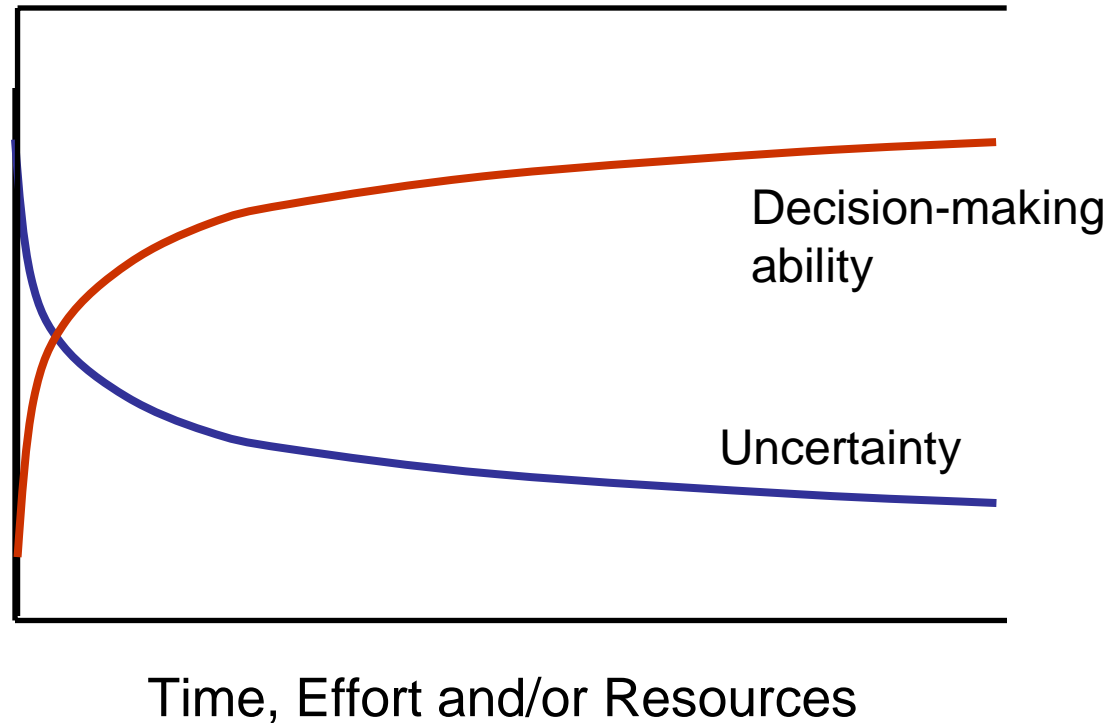 Decision-making
ability
Uncertainty
Time, Effort and/or Resources